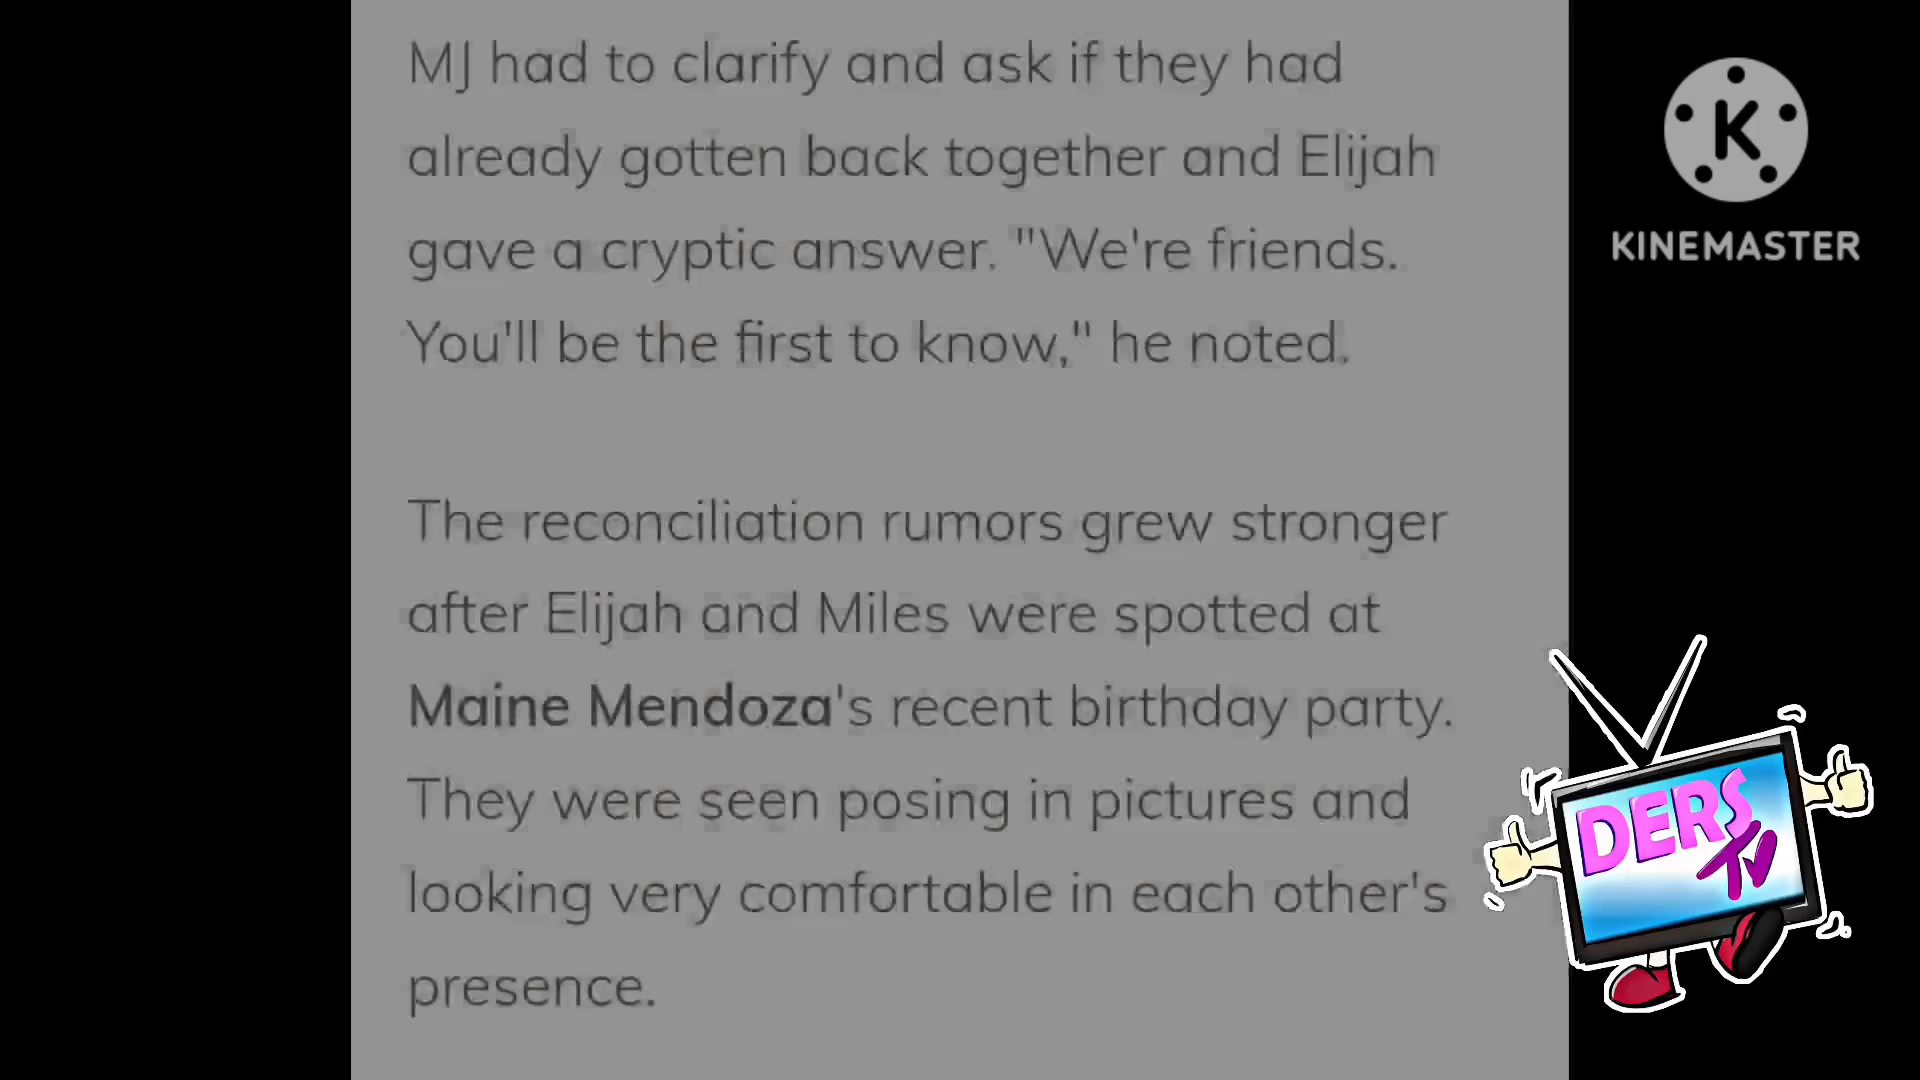 MJ had to clarify and ask if they had
already gotten back together and Elijah
gave a cryptic answer. "We're friends.
You'll be the first to know," he noted.
The reconciliation rumors grew stronger
after Elijah and Miles were spotted at
Maine Mendoza's recent birthday party.
They were seen posing in pictures and
looking very comfortable in each other's
presence.
K
KINEMASTER
DERS
TV